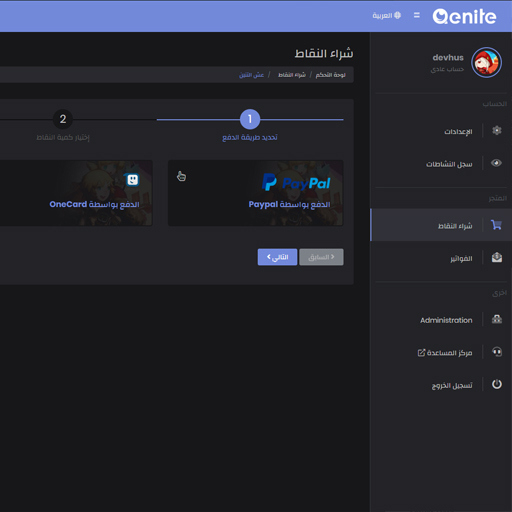 Qenite
العربية
devhus
حساب عادي
الحساب
الإعدادات
سجل النشاطات
المتجر
شراء النقاط
الفواتير
اخرى
Administration
مركز المساعدة
تسجيل الخروج
شراء النقاط
لوحة التحكم / شراء النقاط / عش التنين
1
تحديد طريقة الدفع
2
إختيار كمية النقاط
PayPal
الدفع بواسطة Paypal
الدفع بواسطة OneCard
السابق
التالي